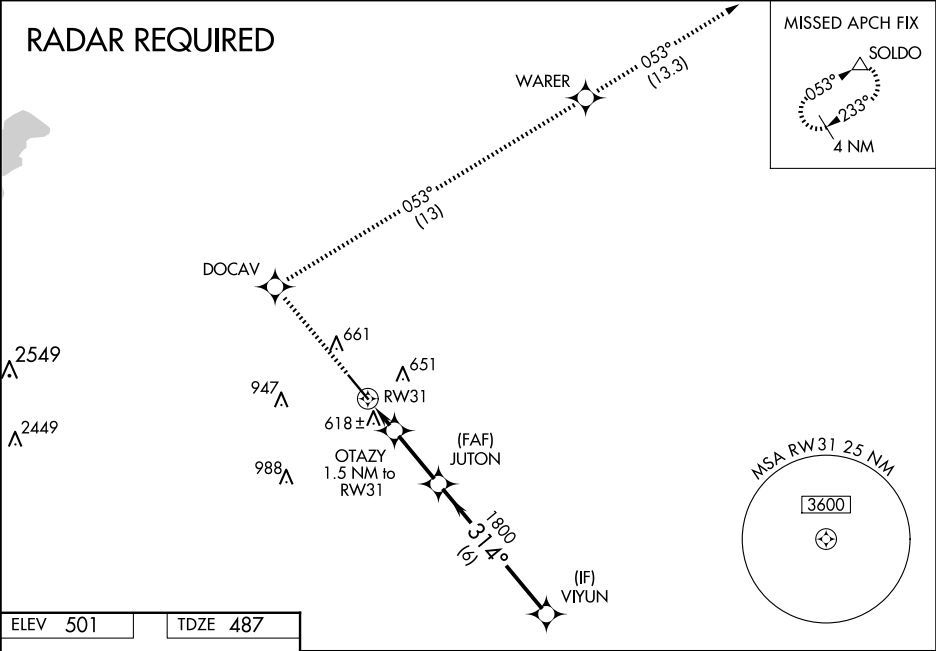 RADAR REQUIRED
MISSED APCH FIX
SOLDO
053°
233°
4 NM
053°
(13.3)
WARER
053°
(13)
DOCAV
661
2549
651
947
RW31
2449
618±
(FAF)
JUTON
OTAZY
1.5 NM to
RW31
988
MSA RW31 25 NM
3600
1800
314°
(6)
(IF)
VIYUN
ELEV 501
TDZE 487